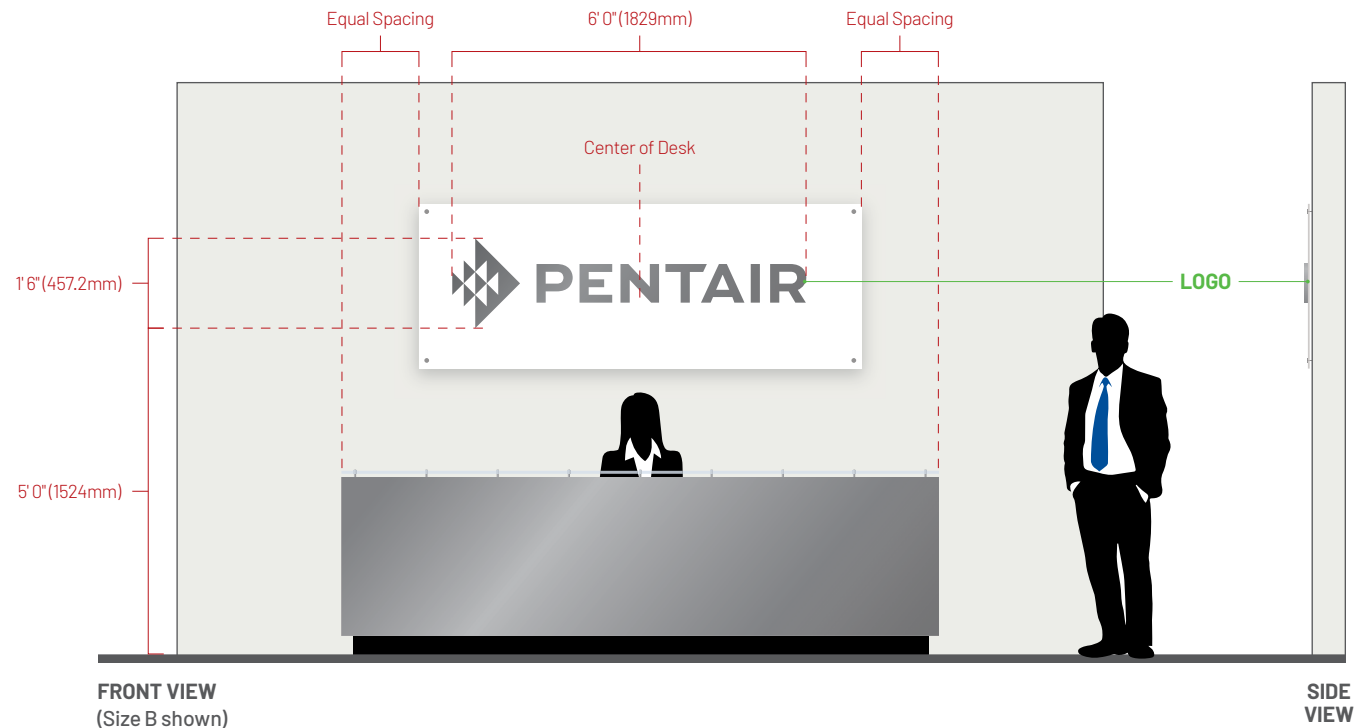 Equal Spacing
6' 0" (1829mm)
Equal Spacing
Center of Desk
1' 6" (457.2mm)
PENTAIR
LOGO
5' 0" (1524mm)
FRONT VIEW
(Size B shown)
SIDE
VIEW